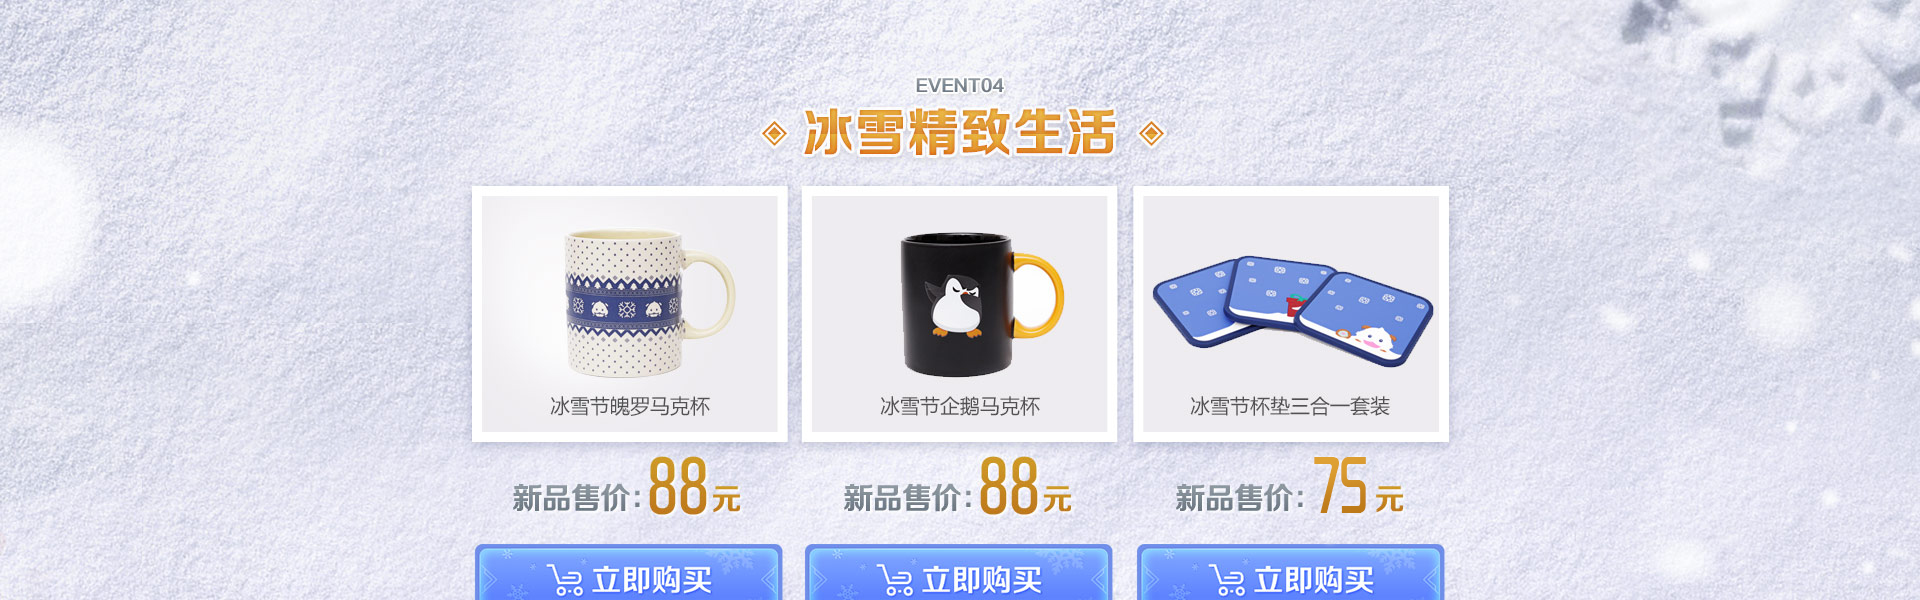 EVENT04
冰雪精致生活
冰雪节魄罗马克杯
冰雪节企鹅马克杯
冰雪节杯垫三合一套装
新品售价:88元
新品售价:88元
新品售价:75元
立即购买
立即购买
立即购买